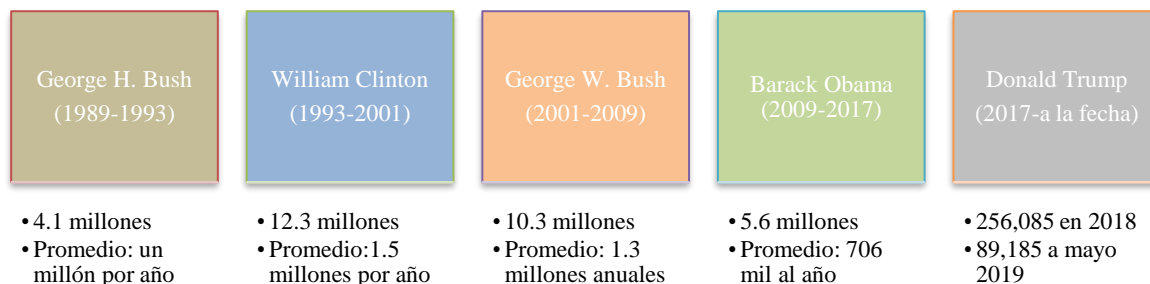 George H. Bush
(1989-1993)
William Clinton
(1993-2001)
George W. Bush
(2001-2009)
Barack Obama
(2009-2017)
Donald Trump
(2017-a la fecha)
• 4.1 millones
• Promedio: un
millón por año
• 12.3 millones
• Promedio:1.5
millones por año
• 10.3 millones
• Promedio: 1.3
millones anuales
• 5.6 millones
• Promedio: 706
mil al año
• 256,085 en 2018
• 89,185 a mayo
2019